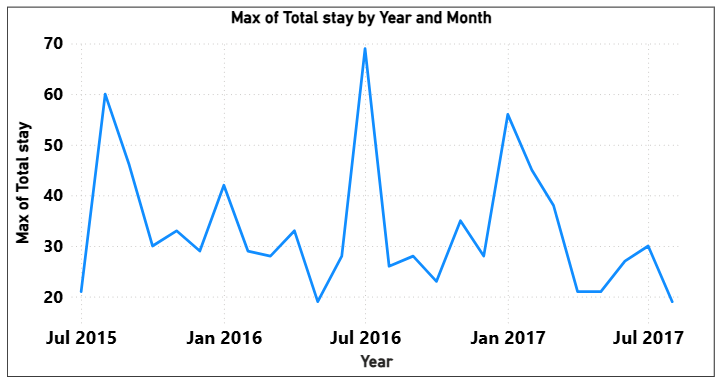 Max of Total stay by Year and Month
Max of Total stay
70
60
50
40
30
20
Jul 2015 Jan 2016 Jul 2016 Jan 2017 Jul 2017
Year